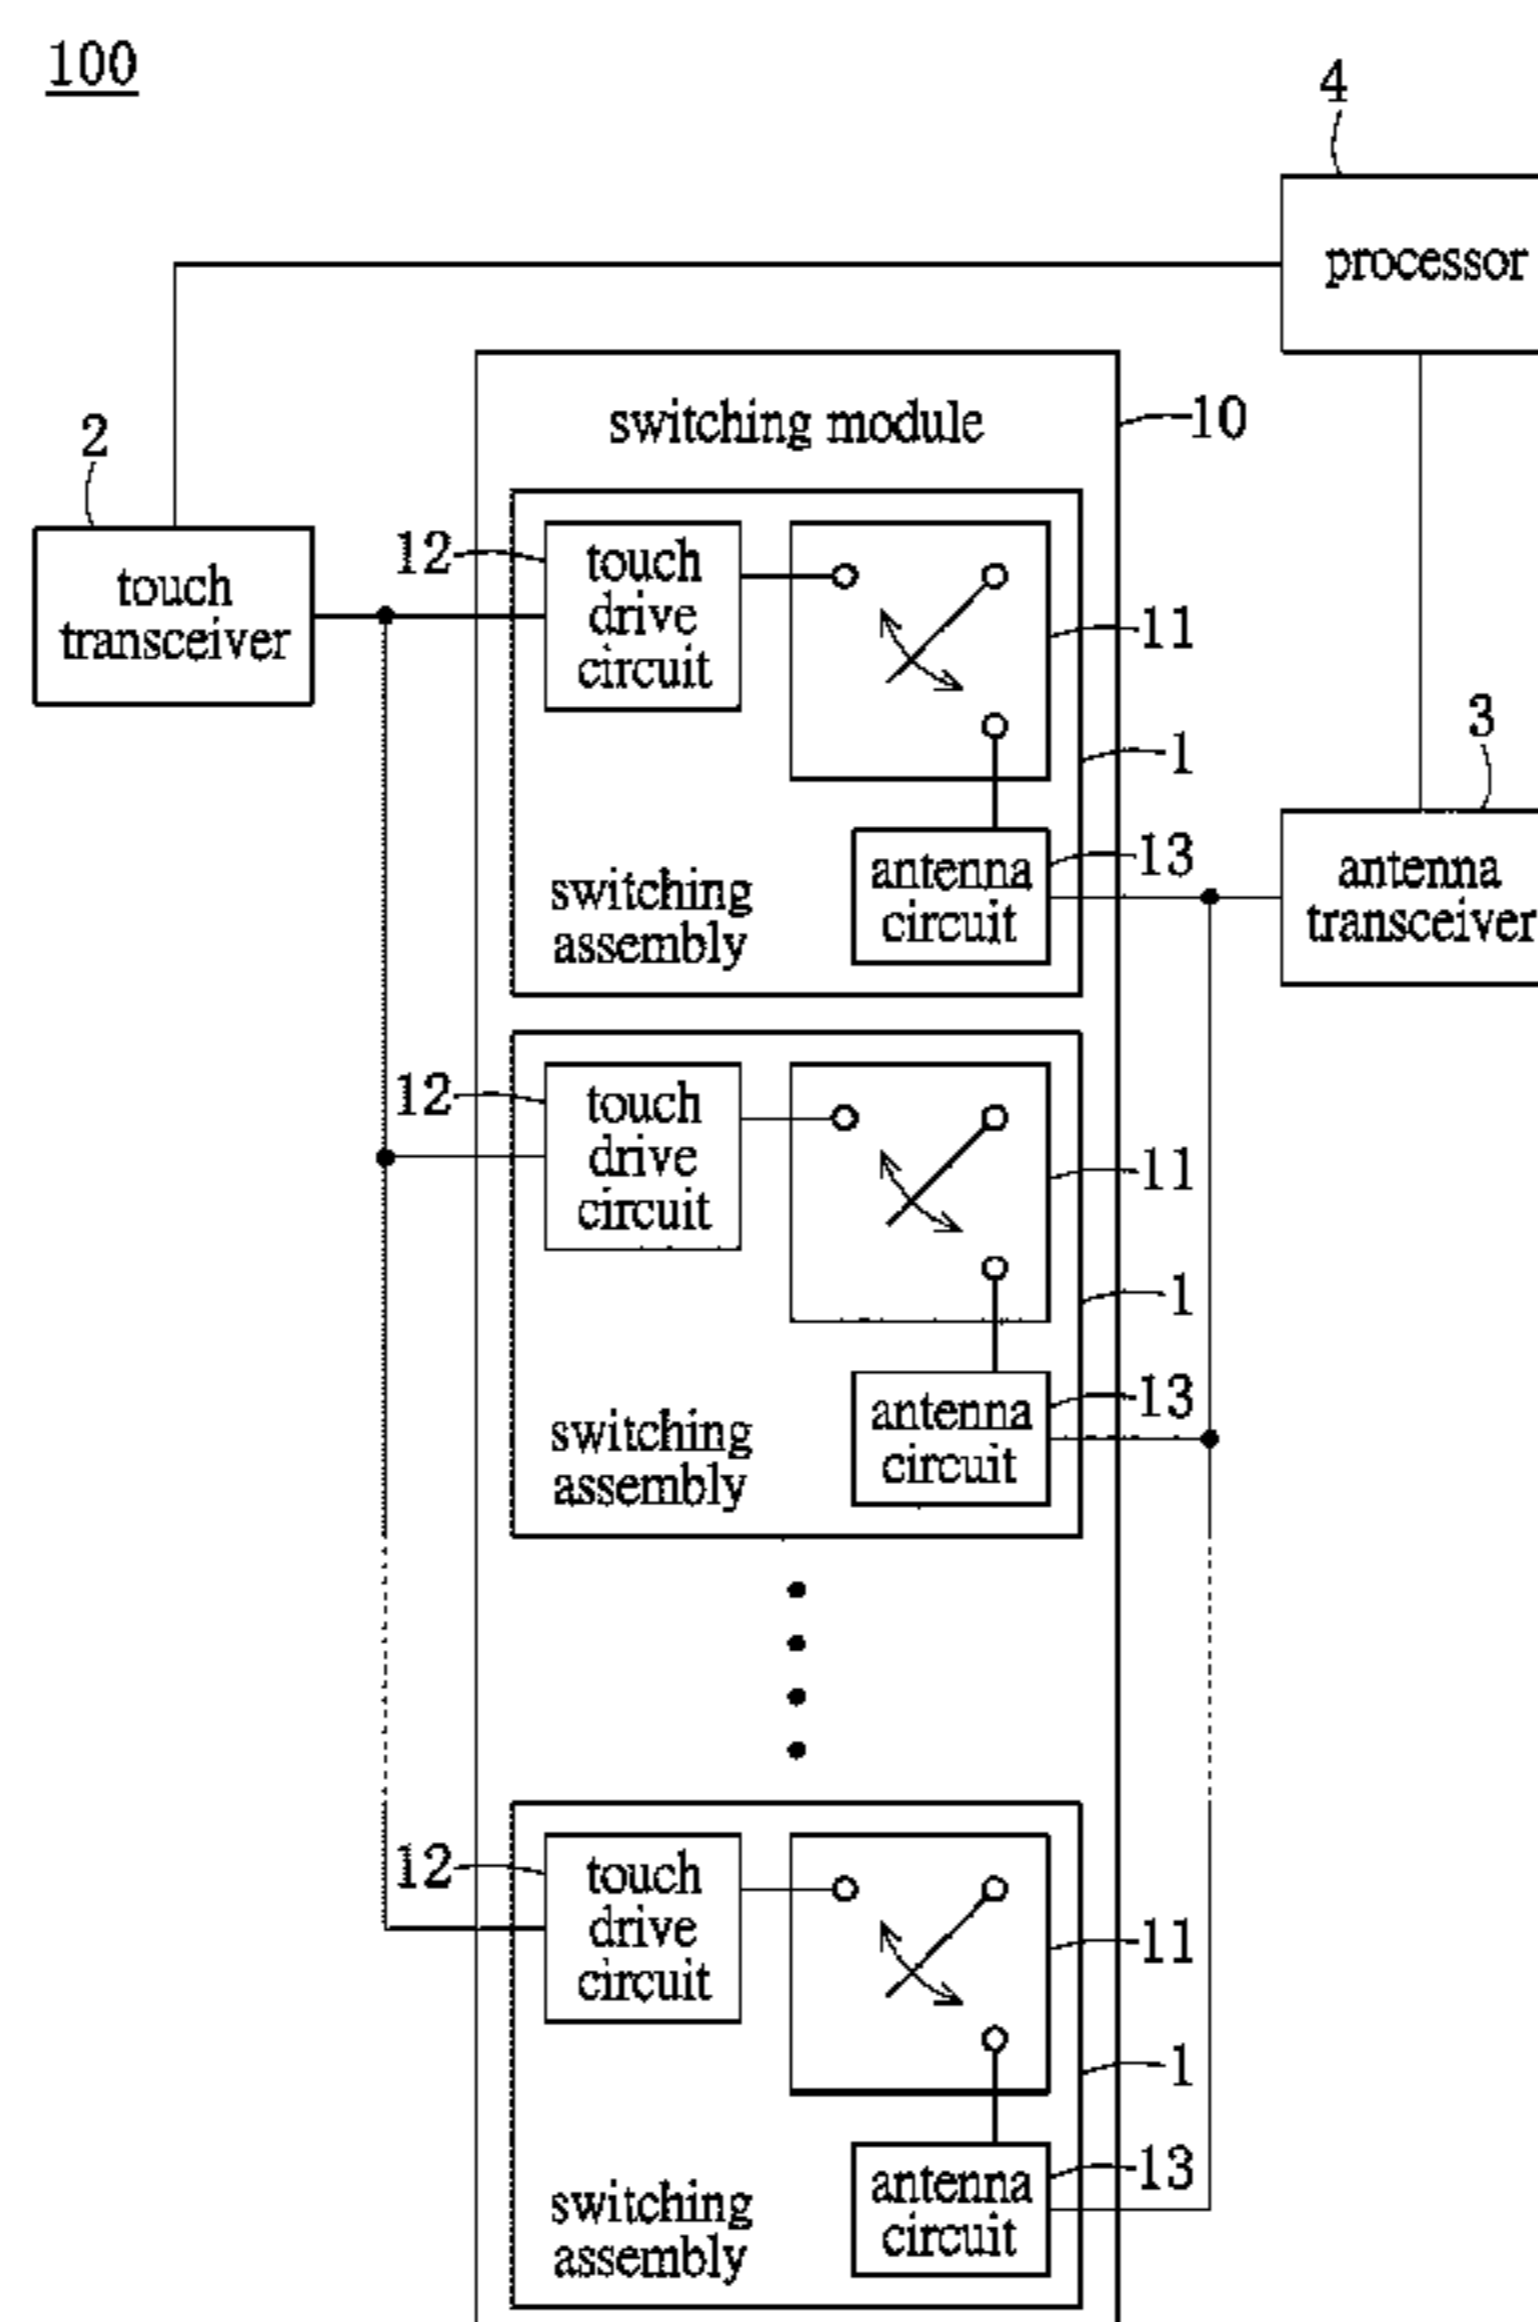 100
4
processor
switching module
10
2
touch
transceiver
12
touch
drive
circuit
11
1
3
13
antenna
circuit
antenna
transceiver
switching
assembly
12
touch
drive
circuit
11
1
13
antenna
circuit
switching
assembly
12
touch
drive
circuit
11
1
13
antenna
circuit
switching
assembly